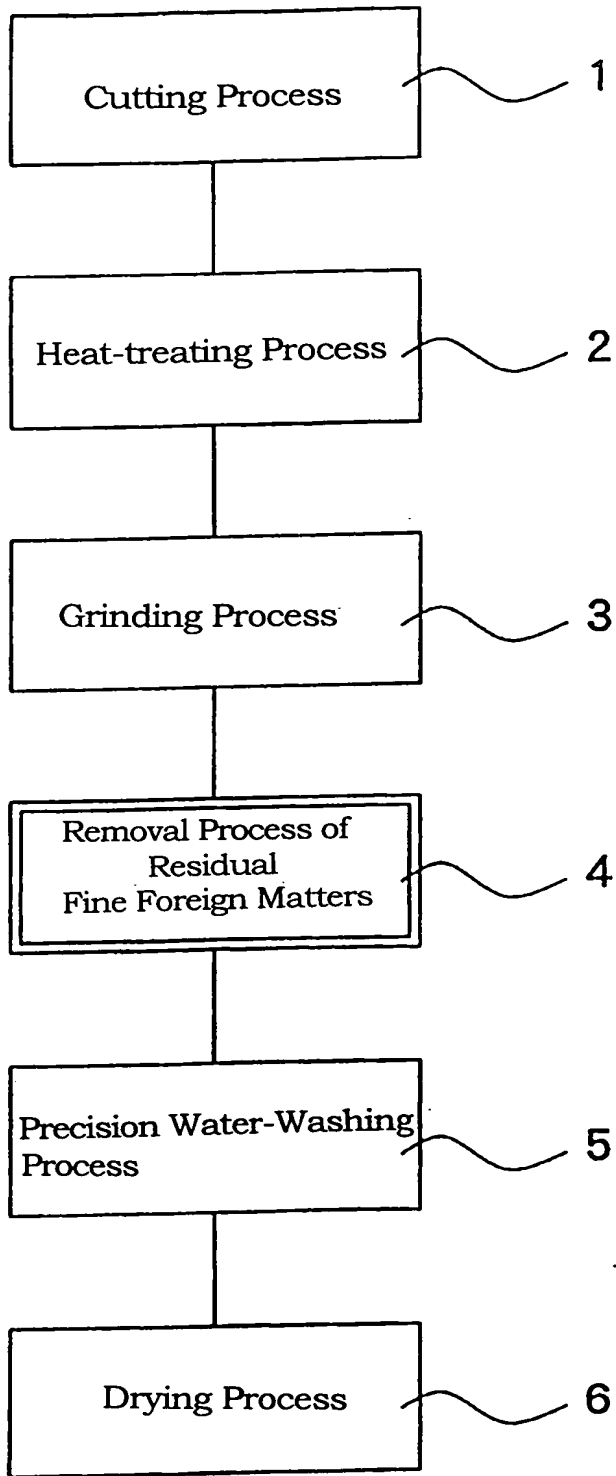 Cutting Process
1
Heat-treating Process
2
Grinding Process
3
Removal Process of
Residual
Fine Foreign Matters
4
Precision Water-Washing
Process
5
Drying Process
6